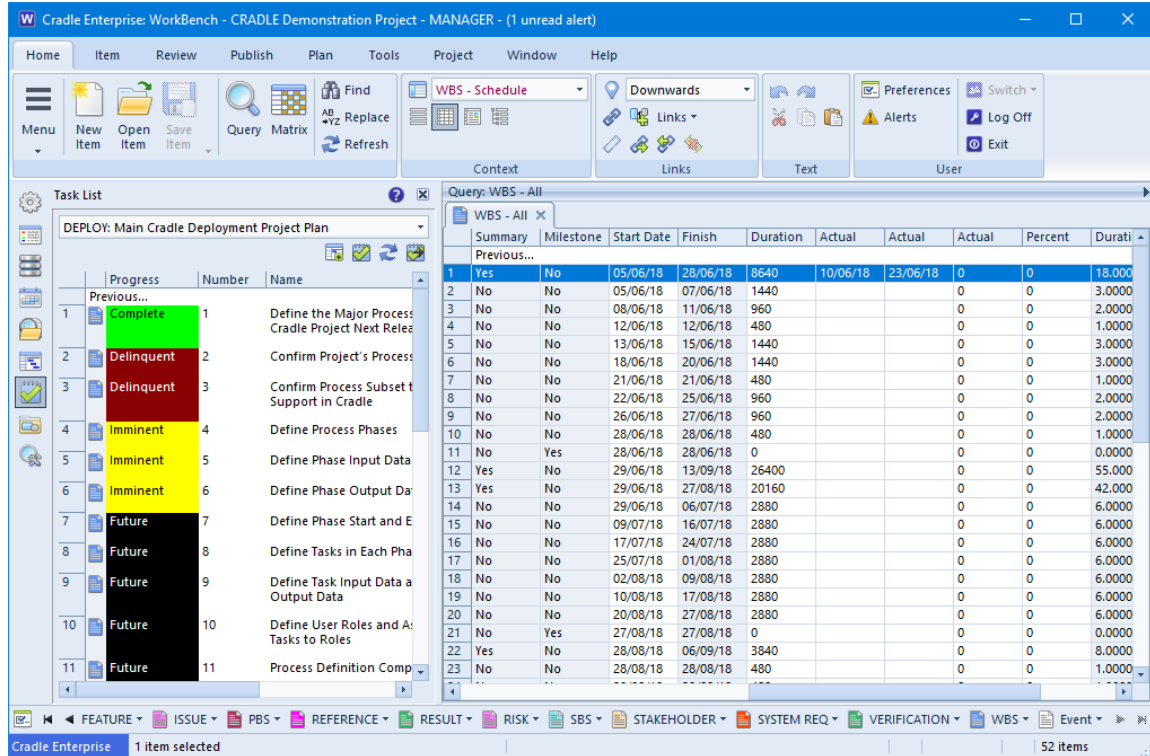 W Cradle Enterprise: WorkBench - CRADLE Demonstration Project - MANAGER - (1 unread alert)
Home Item Review Publish Plan Tools Project Window Help
Menu
New Item
Open Item
Save Item
Query
Matrix
Find
AB YZ Replace
Refresh
WBS - Schedule
Context
Downwards
Links
Links
Text
Preferences
Alerts
Switch
Log Off
Exit
User
Task List
DEPLOY: Main Cradle Deployment Project Plan
Progress Number Name
Previous...
1 Complete 1 Define the Major Process
Cradle Project Next Relea
2 Delinquent 2 Confirm Project's Process
3 Delinquent 3 Confirm Process Subset t
Support in Cradle
4 Imminent 4 Define Process Phases
5 Imminent 5 Define Phase Input Data
6 Imminent 6 Define Phase Output Da
7 Future 7 Define Phase Start and E
8 Future 8 Define Tasks in Each Pha
9 Future 9 Define Task Input Data a
Output Data
10 Future 10 Define User Roles and A
Tasks to Roles
11 Future 11 Process Definition Comp
Query: WBS - All
WBS - All
Summary Milestone Start Date Finish Duration Actual Actual Actual Percent Durati
Previous...
1 Yes No 05/06/18 28/06/18 8640 10/06/18 23/06/18 0 0 18.000
2 No No 05/06/18 07/06/18 1440 0 0 3.0000
3 No No 08/06/18 11/06/18 960 0 0 2.0000
4 No No 12/06/18 12/06/18 480 0 0 1.0000
5 No No 13/06/18 15/06/18 1440 0 0 3.0000
6 No No 18/06/18 20/06/18 1440 0 0 3.0000
7 No No 21/06/18 21/06/18 480 0 0 1.0000
8 No No 22/06/18 25/06/18 960 0 0 2.0000
9 No No 26/06/18 27/06/18 960 0 0 2.0000
10 No No 28/06/18 28/06/18 480 0 0 1.0000
11 No Yes 28/06/18 28/06/18 0 0 0 0.0000
12 Yes No 29/06/18 13/09/18 26400 0 0 55.000
13 Yes No 29/06/18 27/08/18 20160 0 0 42.000
14 No No 29/06/18 06/07/18 2880 0 0 6.0000
15 No No 09/07/18 16/07/18 2880 0 0 6.0000
16 No No 17/07/18 24/07/18 2880 0 0 6.0000
17 No No 25/07/18 01/08/18 2880 0 0 6.0000
18 No No 02/08/18 09/08/18 2880 0 0 6.0000
19 No No 10/08/18 17/08/18 2880 0 0 6.0000
20 No No 20/08/18 27/08/18 2880 0 0 6.0000
21 No Yes 27/08/18 27/08/18 0 0 0 0.0000
22 Yes No 28/08/18 06/09/18 3840 0 0 8.0000
23 No No 28/08/18 28/08/18 480 0 0 1.0000
FEATURE ISSUE PBS REFERENCE RESULT RISK SBS STAKEHOLDER SYSTEM REQ VERIFICATION WBS Event
Cradle Enterprise 1 item selected 52 items